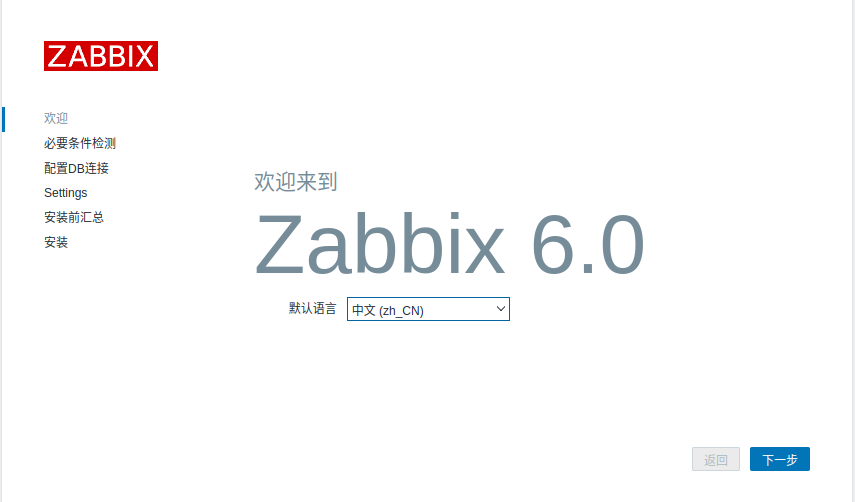 ZABBIX
欢迎
必要条件检测
配置DB连接
Settings
安装前汇总
安装
欢迎来到
Zabbix 6.0
默认语言 中文 (zh_CN)
返回 下一步